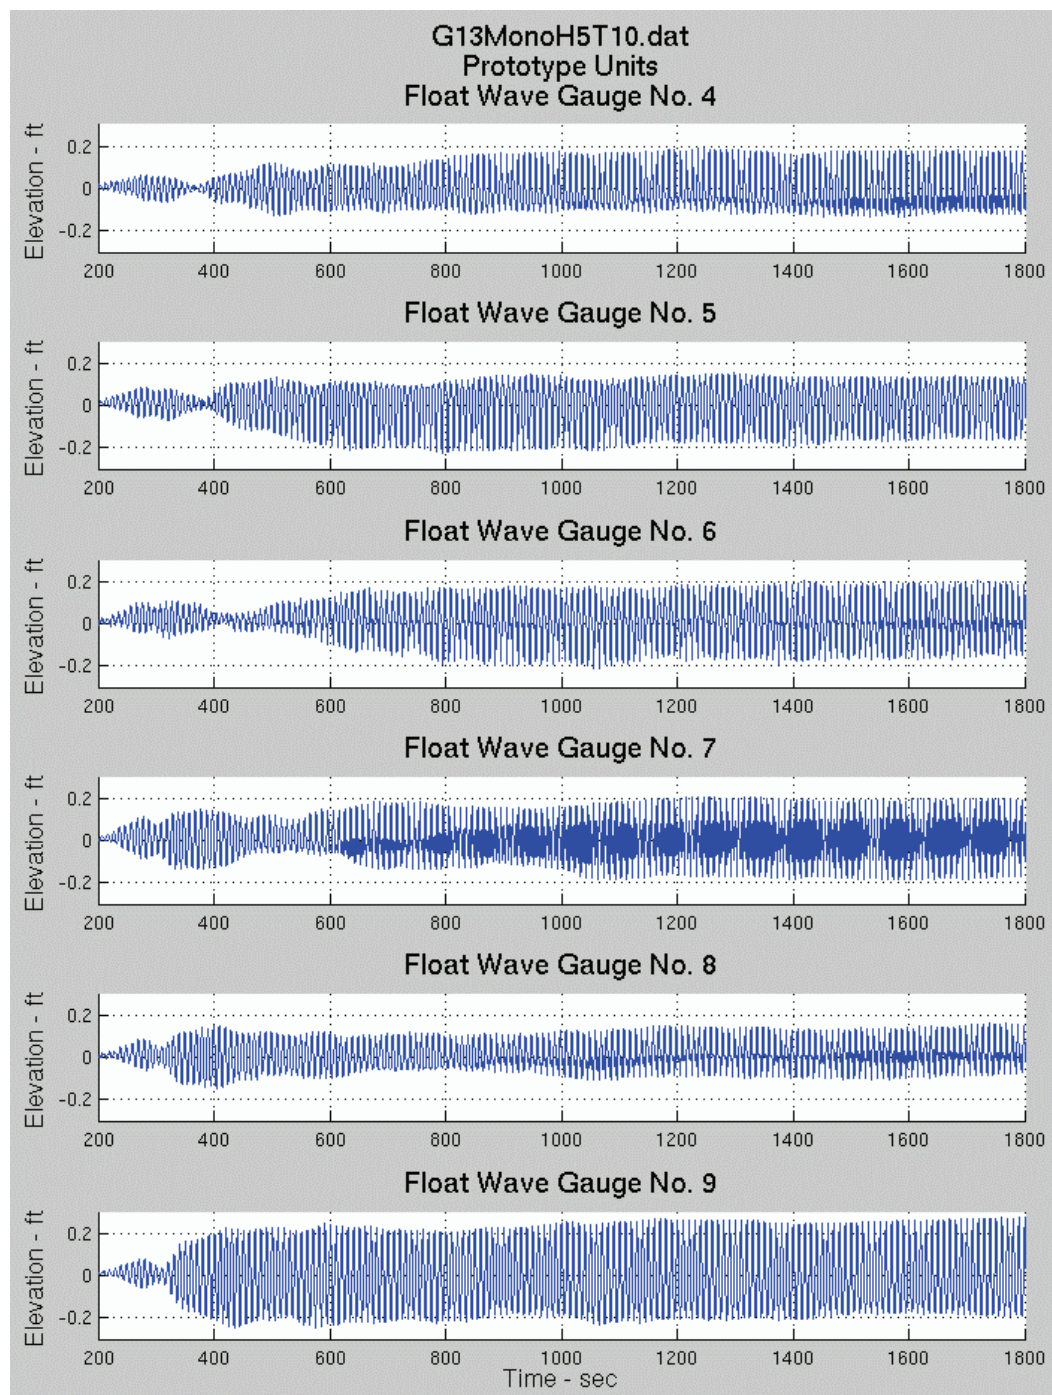 G13MonoH5T10.dat
Prototype Units
Float Wave Gauge No. 4
Elevation - ft
0.2
0
-0.2
200 400 600 800 1000 1200 1400 1600 1800
Float Wave Gauge No. 5
Elevation - ft
0.2
0
-0.2
200 400 600 800 1000 1200 1400 1600 1800
Float Wave Gauge No. 6
Elevation - ft
0.2
0
-0.2
200 400 600 800 1000 1200 1400 1600 1800
Float Wave Gauge No. 7
Elevation - ft
0.2
0
-0.2
200 400 600 800 1000 1200 1400 1600 1800
Float Wave Gauge No. 8
Elevation - ft
0.2
0
-0.2
200 400 600 800 1000 1200 1400 1600 1800
Float Wave Gauge No. 9
Elevation - ft
0.2
0
-0.2
200 400 600 800 1000 1200 1400 1600 1800
Time - sec